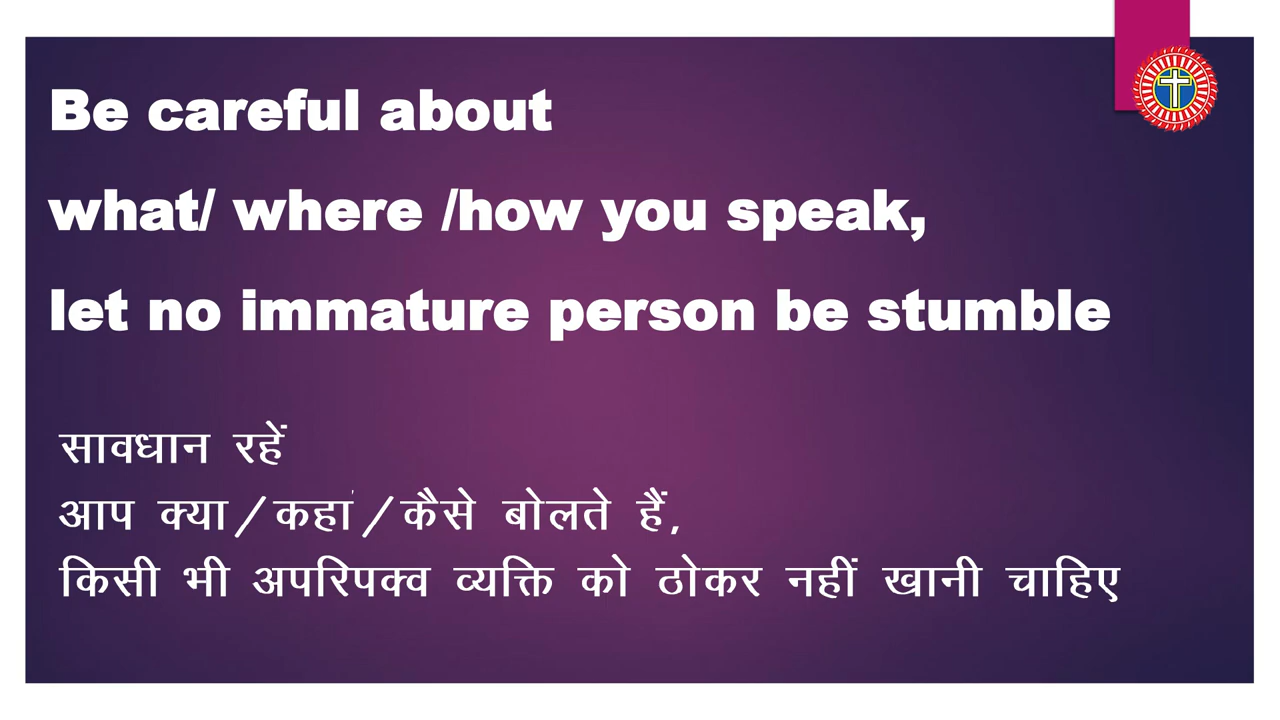 Be careful about
what/ where /how you speak,
let no immature person be stumble
सावधान रहें
आप क्या/कहां/कैसे बोलते हैं,
किसी भी अपरिपक्व व्यक्ति को ठोकर नहीं खानी चाहिए